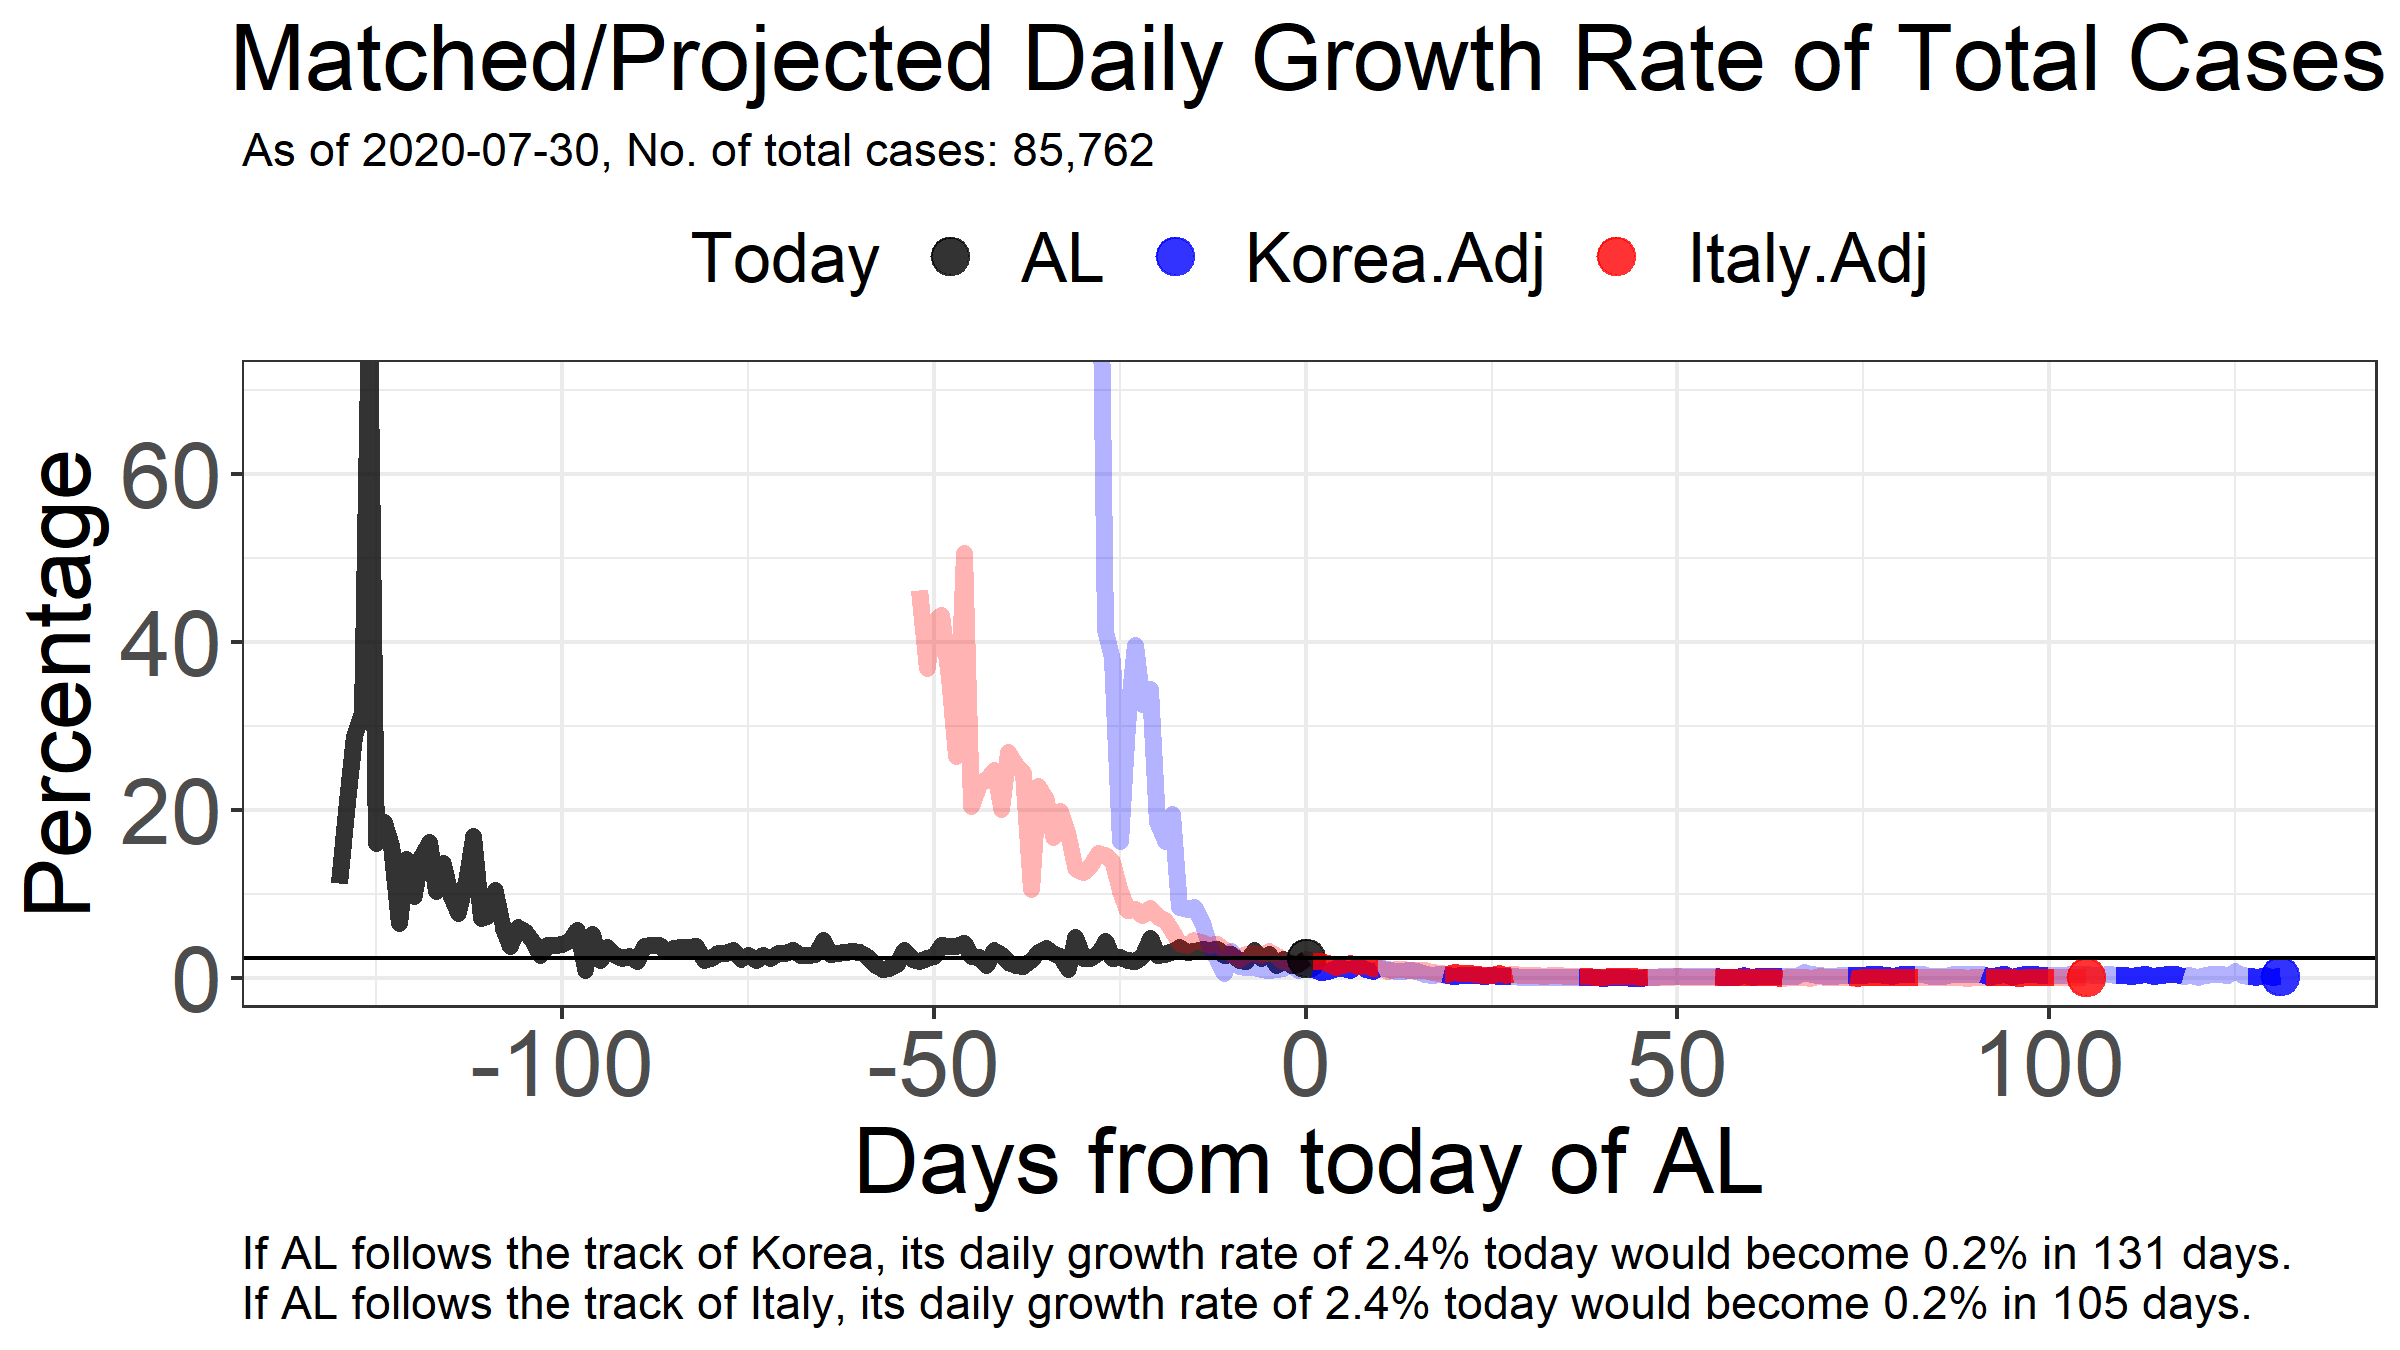 Matched/Projected Daily Growth Rate of Total Cases
As of 2020-07-30, No. of total cases: 85,762
Today AL Korea.Adj Italy.Adj
Percentage
60
40
20
0
-100 -50 0 50 100
Days from today of AL
If AL follows the track of Korea, its daily growth rate of 2.4% today would become 0.2% in 131 days.
If AL follows the track of Italy, its daily growth rate of 2.4% today would become 0.2% in 105 days.